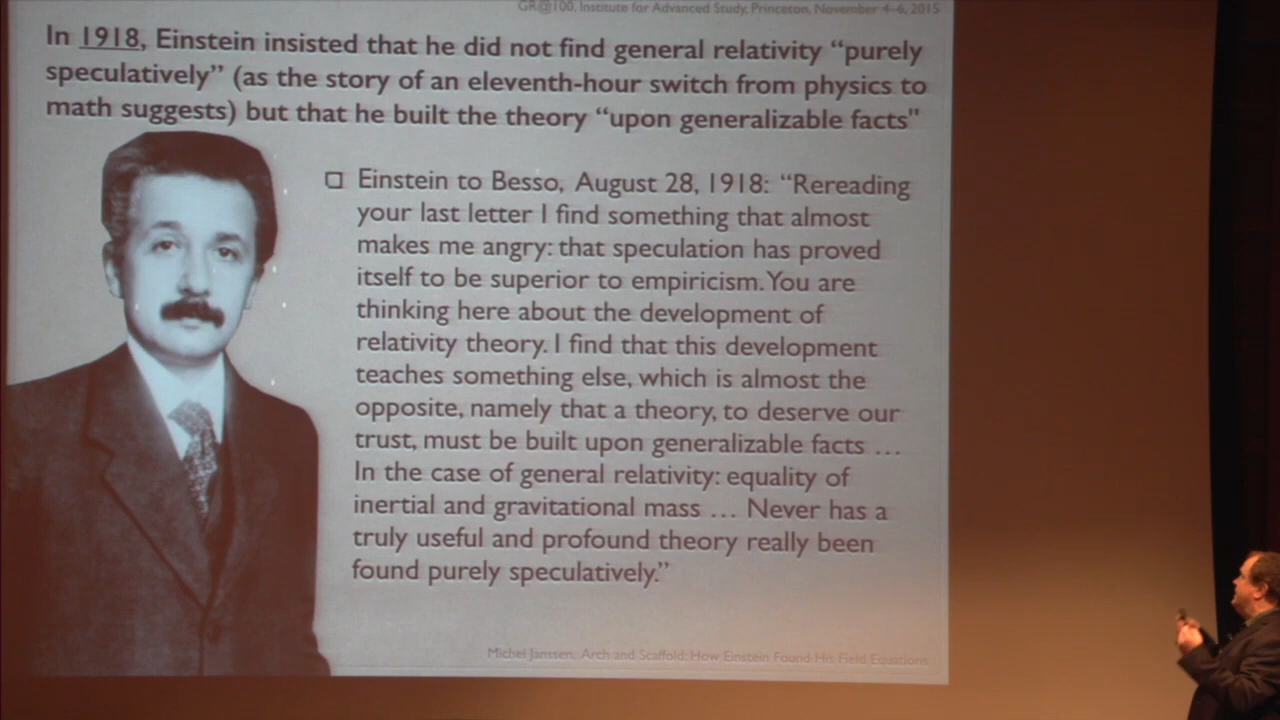 GR@100, Institute for Advanced Study, Princeton, November 4-6, 2015
In 1918, Einstein insisted that he did not find general relativity “purely
speculatively” (as the story of an eleventh-hour switch from physics to
math suggests) but that he built the theory “upon generalizable facts"
Einstein to Besso, August 28, 1918: “Rereading
your last letter I find something that almost
makes me angry: that speculation has proved
itself to be superior to empiricism. You are
thinking here about the development of
relativity theory. I find that this development
teaches something else, which is almost the
opposite, namely that a theory, to deserve our
trust, must be built upon generalizable facts …
In the case of general relativity: equality of
inertial and gravitational mass … Never has a
truly useful and profound theory really been
found purely speculatively.”
Michel Janssen, Arch and Scaffold: How Einstein Found His Field Equations